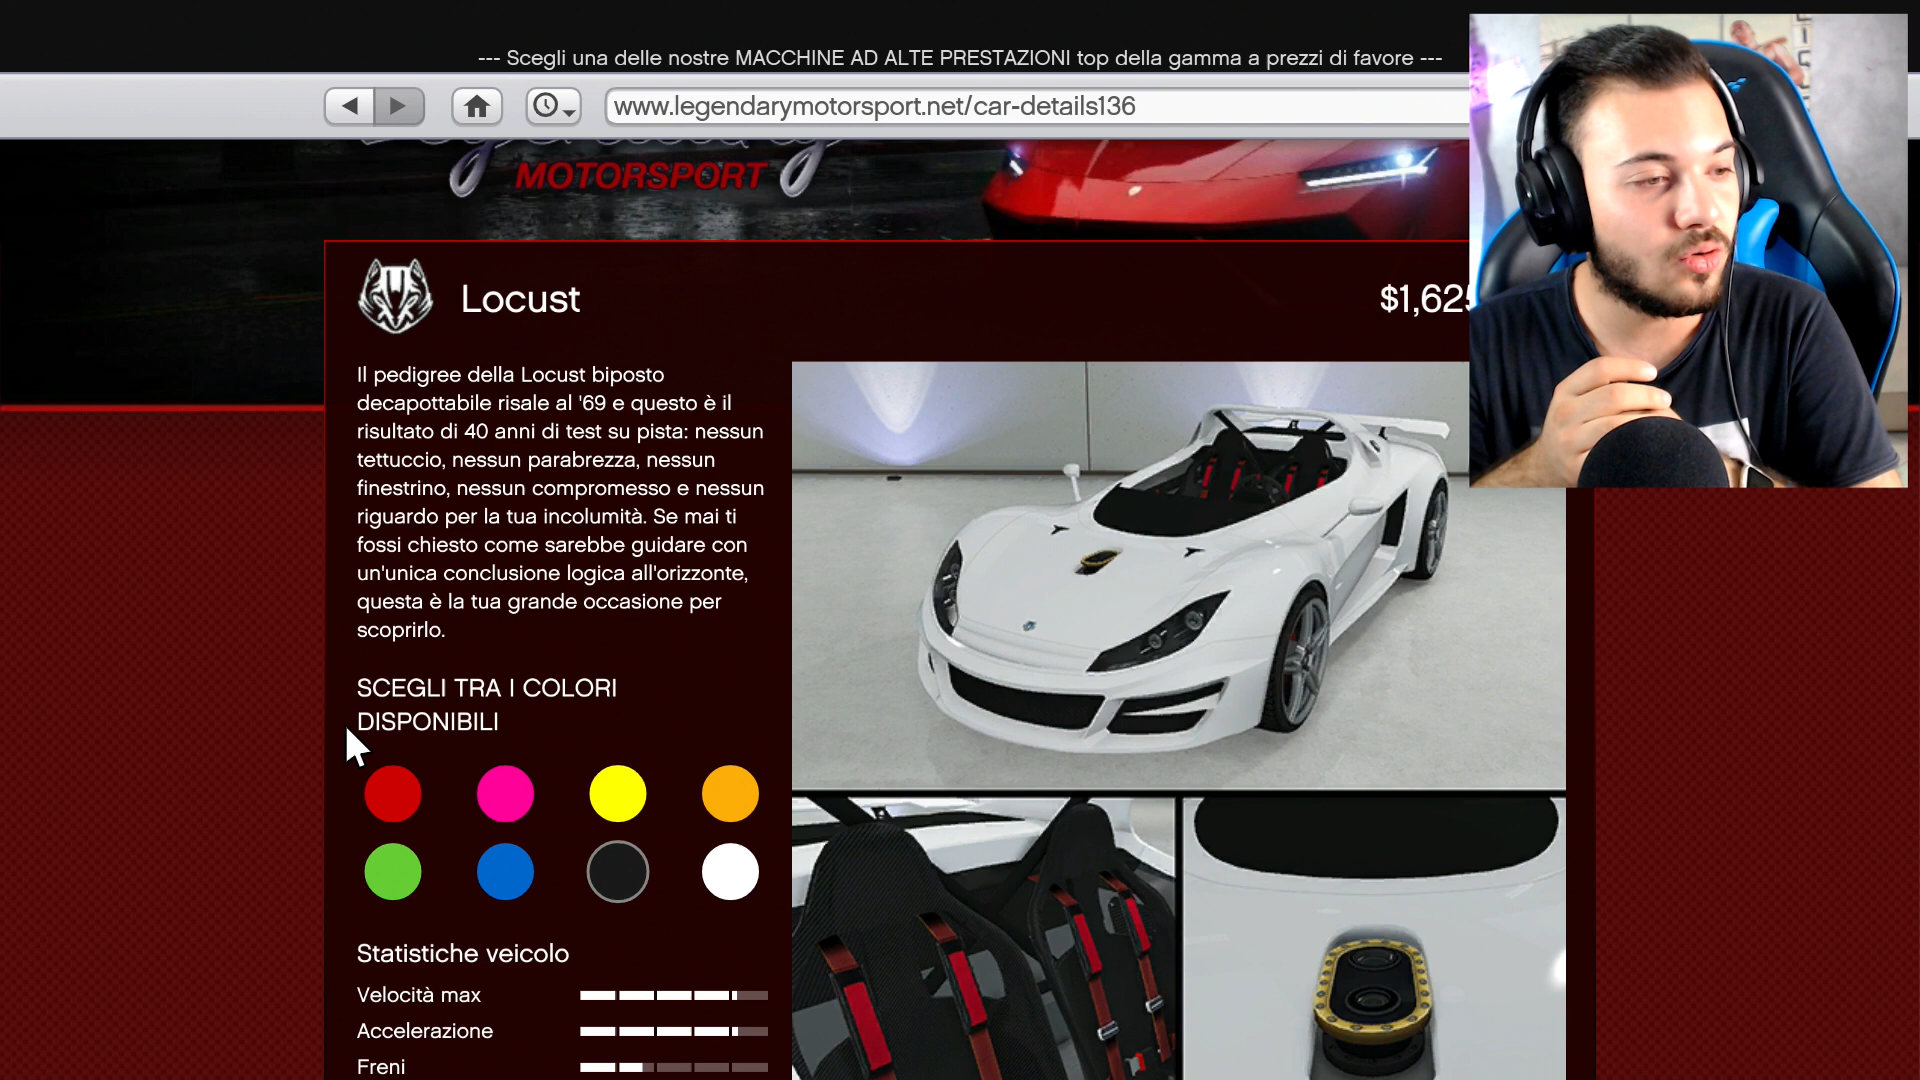 --- Scegli una delle nostre MACCHINE AD ALTE PRESTAZIONI top della gamma a prezzi di favore ---
www.legendarymotorsport.net/car-details136
MOTORSPORT
Locust
$1,625
Il pedigree della Locust biposto
decapottabile risale al '69 e questo è il
risultato di 40 anni di test su pista: nessun
tettuccio, nessun parabrezza, nessun
finestrino, nessun compromesso e nessun
riguardo per la tua incolumità. Se mai ti
fossi chiesto come sarebbe guidare con
un'unica conclusione logica all'orizzonte,
questa è la tua grande occasione per
scoprirlo.
SCEGLI TRA I COLORI
DISPONIBILI
Statistiche veicolo
Velocità max
Accelerazione
Freni